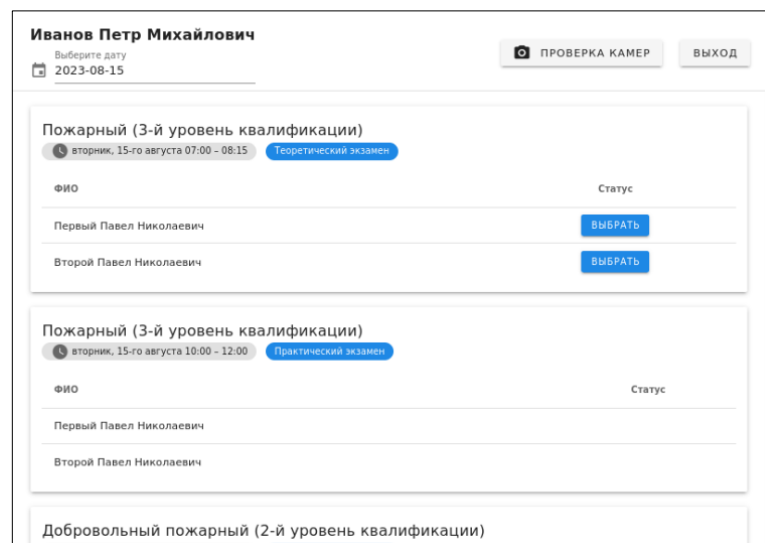 Иванов Петр Михайлович
Выберите дату
2023-08-15
ПРОВЕРКА КАМЕР
ВЫХОД
Пожарный (3-й уровень квалификации)
вторник, 15-го августа 07:00 – 08:15 Теоретический экзамен
ФИО Статус
Первый Павел Николаевич ВЫБРАТЬ
Второй Павел Николаевич ВЫБРАТЬ
Пожарный (3-й уровень квалификации)
вторник, 15-го августа 10:00 – 12:00 Практический экзамен
ФИО Статус
Первый Павел Николаевич
Второй Павел Николаевич
Добровольный пожарный (2-й уровень квалификации)